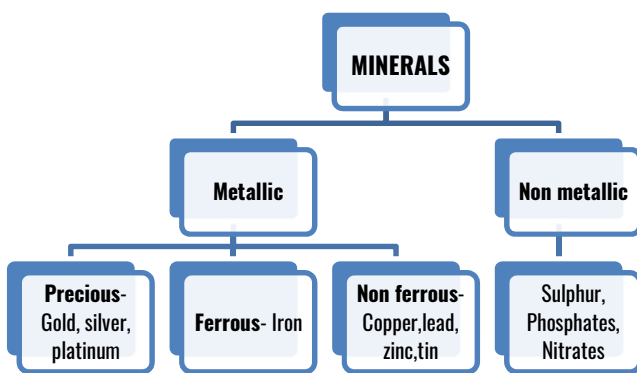 MINERALS
Metallic
Non metallic
Precious-
Gold, silver,
platinum
Ferrous- Iron
Non ferrous-
Copper,lead,
zinc,tin
Sulphur,
Phosphates,
Nitrates